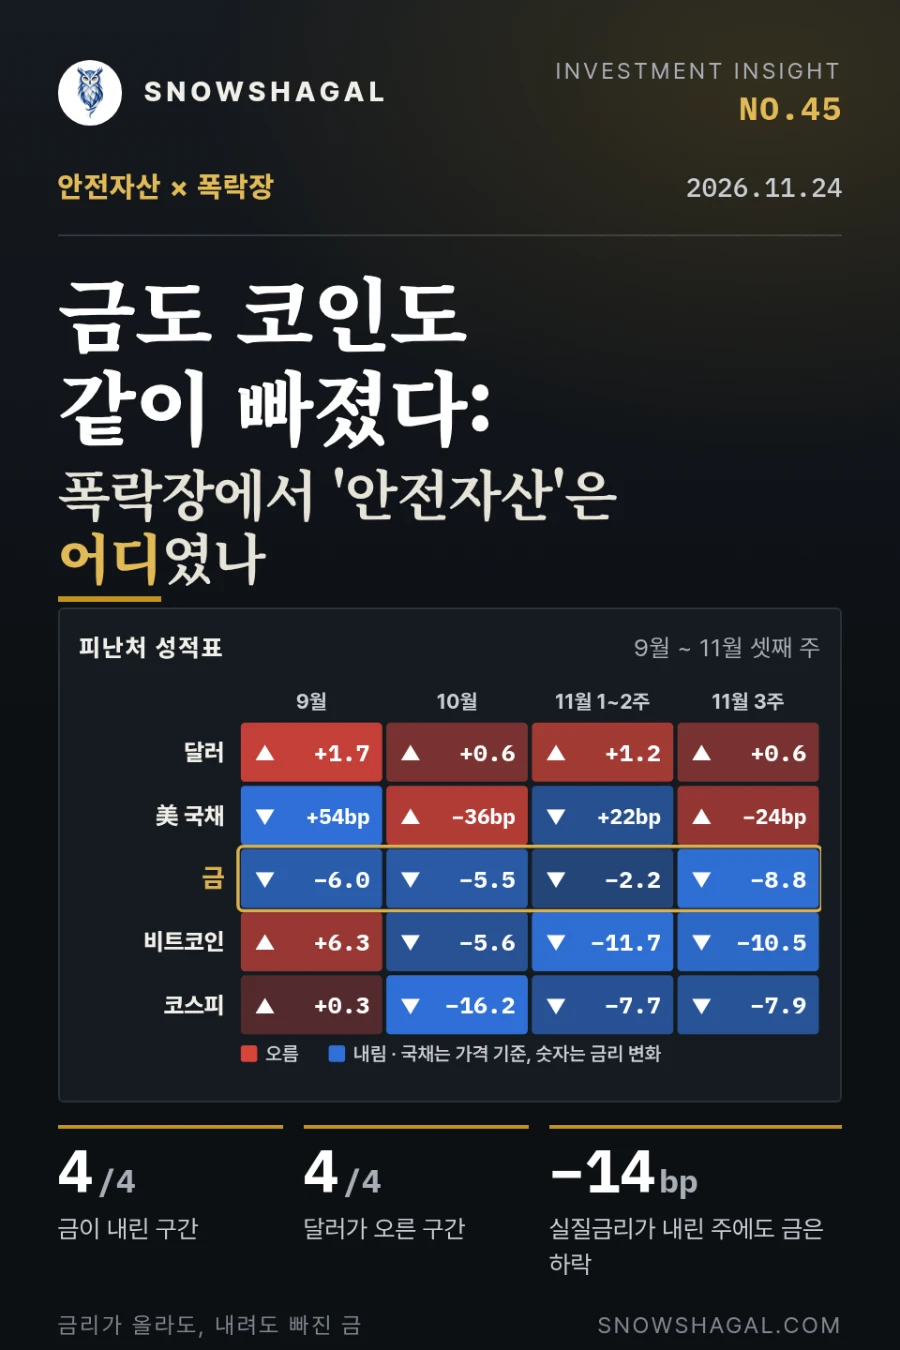 SNOWSHAGAL
INVESTMENT INSIGHT
NO.45
안전자산 × 폭락장
2026.11.24
금도 코인도
같이 빠졌다:
폭락장에서 '안전자산'은
어디였나
피난처 성적표
9월 ~ 11월 셋째 주
9월 10월 11월 1~2주 11월 3주
달러 ▲ +1.7 ▲ +0.6 ▲ +1.2 ▲ +0.6
美 국채 ▼ +54bp ▲ −36bp ▼ +22bp ▲ −24bp
금 ▼ −6.0 ▼ −5.5 ▼ −2.2 ▼ −8.8
비트코인 ▲ +6.3 ▼ −5.6 ▼ −11.7 ▼ −10.5
코스피 ▲ +0.3 ▼ −16.2 ▼ −7.7 ▼ −7.9
오름 내림 · 국채는 가격 기준, 숫자는 금리 변화
4/4
금이 내린 구간
4/4
달러가 오른 구간
−14bp
실질금리가 내린 주에도 금은
하락
금리가 올라도, 내려도 빠진 금
SNOWSHAGAL.COM